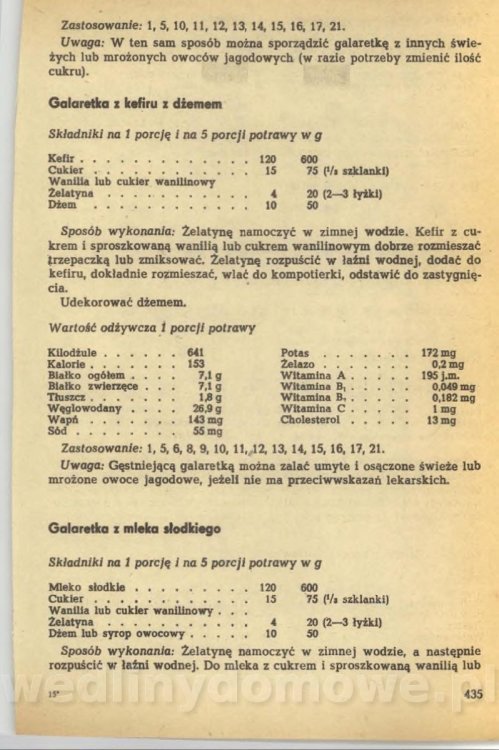 Zastosowanie: 1, 5, 10, 11, 12, 13, 14, 15, 16, 17, 21.
Uwaga: W ten sam sposób można sporządzić galaretkę z innych świe-
żych lub mrożonych owoców jagodowych (w razie potrzeby zmienić ilość
cukru).
Galaretka z kefiru z dżemem
Składniki na 1 porcję i na 5 porcji potrawy w g
Kefir . . . . . . . . . . . . . 120 600
Cukier . . . . . . . . . . . . 15 75 (¹/₃ szklanki)
Wanilia lub cukier wanilinowy
Żelatyna . . . . . . . . . . . 4 20 (2—3 łyżki)
Dżem . . . . . . . . . . . . 10 50
Sposób wykonania: Żelatynę namoczyć w zimnej wodzie. Kefir z cu-
krem i sproszkowaną wanilią lub cukrem wanilinowym dobrze rozmieszać
trzepaczką lub zmiksować. Żelatynę rozpuścić w łaźni wodnej, dodać do
kefiru, dokładnie rozmieszać, wlać do kompotierki, odstawić do zastygnię-
cia.
Udekorować dżemem.
Wartość odżywcza 1 porcji potrawy
Kilodżule . . . . . . 641 Potas . . . . . . . 172 mg
Kalorie . . . . . . . 153 Żelazo . . . . . . . 0,2 mg
Białko ogółem . . . . 7,1 g Witamina A . . . . . 195 j.m.
Białko zwierzęce . . . 7,1 g Witamina B₁ . . . . . 0,049 mg
Tłuszcz . . . . . . . 1,8 g Witamina B₂ . . . . . 0,182 mg
Węglowodany . . . . 26,9 g Witamina C . . . . . 1 mg
Wapń . . . . . . . 143 mg Cholesterol . . . . . 13 mg
Sód . . . . . . . . 55 mg
Zastosowanie: 1, 5, 6, 8, 9, 10, 11, 12, 13, 14, 15, 16, 17, 21.
Uwaga: Gęstniejącą galaretką można zalać umyte i osączone świeże lub
mrożone owoce jagodowe, jeżeli nie ma przeciwwskazań lekarskich.
Galaretka z mleka słodkiego
Składniki na 1 porcję i na 5 porcji potrawy w g
Mleko słodkie . . . . . . . . . 120 600
Cukier . . . . . . . . . . . . 15 75 (¹/₃ szklanki)
Wanilia lub cukier wanilinowy . . .
Żelatyna . . . . . . . . . . . 4 20 (2—3 łyżki)
Dżem lub syrop owocowy . . . . . 10 50
Sposób wykonania: Żelatynę namoczyć w zimnej wodzie, a następnie
rozpuścić w łaźni wodnej. Do mleka z cukrem i sproszkowaną wanilią lub
wedlinydomowe.pl
15* 435